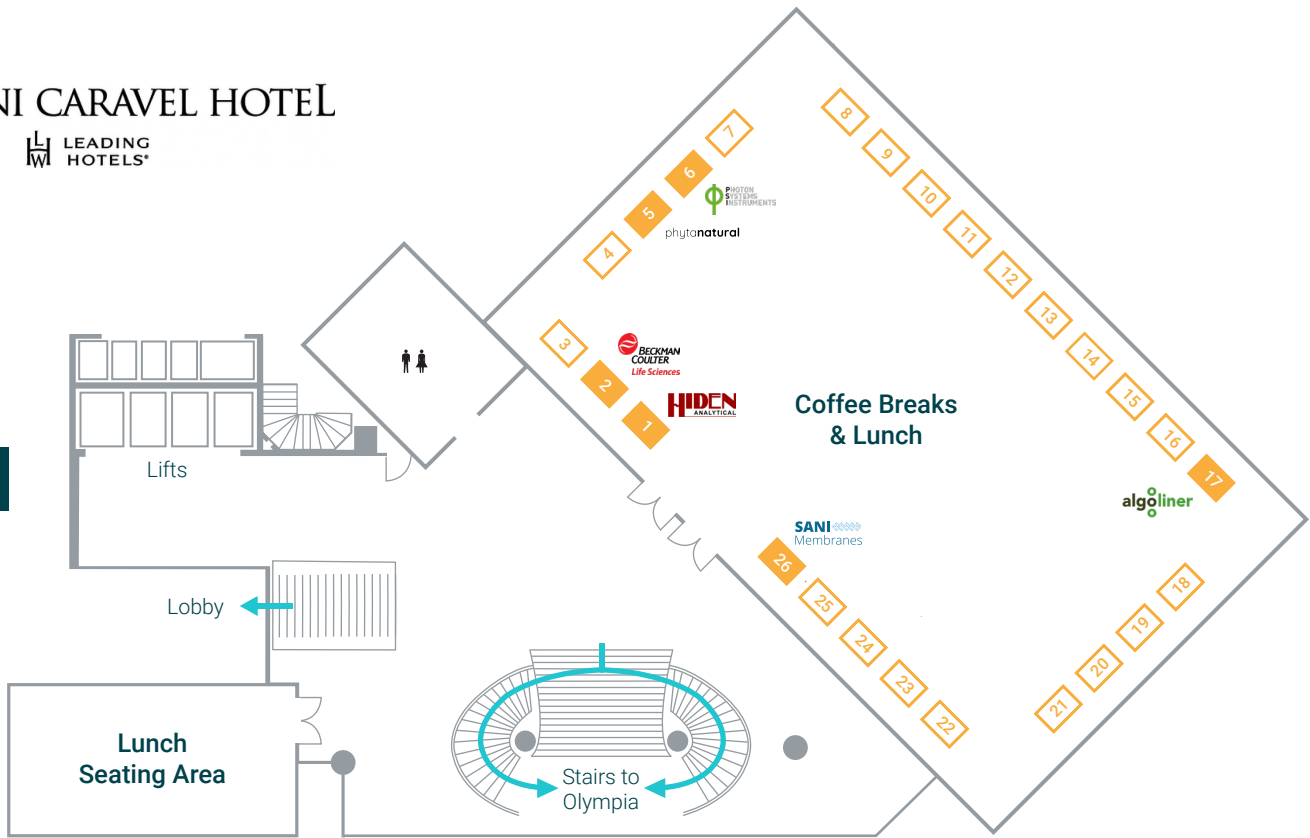 NI CARAVEL HOTEL
LHW LEADING
HOTELS®
7
8
6
9
PHOTON
SYSTEMS
INSTRUMENTS
5
10
phytonatural
4
11
12
13
3
BECKMAN
COULTER
Life Sciences
14
2
15
HIDEN
ANALYTICAL
1
Coffee Breaks
& Lunch
16
17
Lifts
algoliner
SANI
Membranes
26
25
18
24
19
23
20
22
21
Lobby
Lunch
Seating Area
Stairs to
Olympia